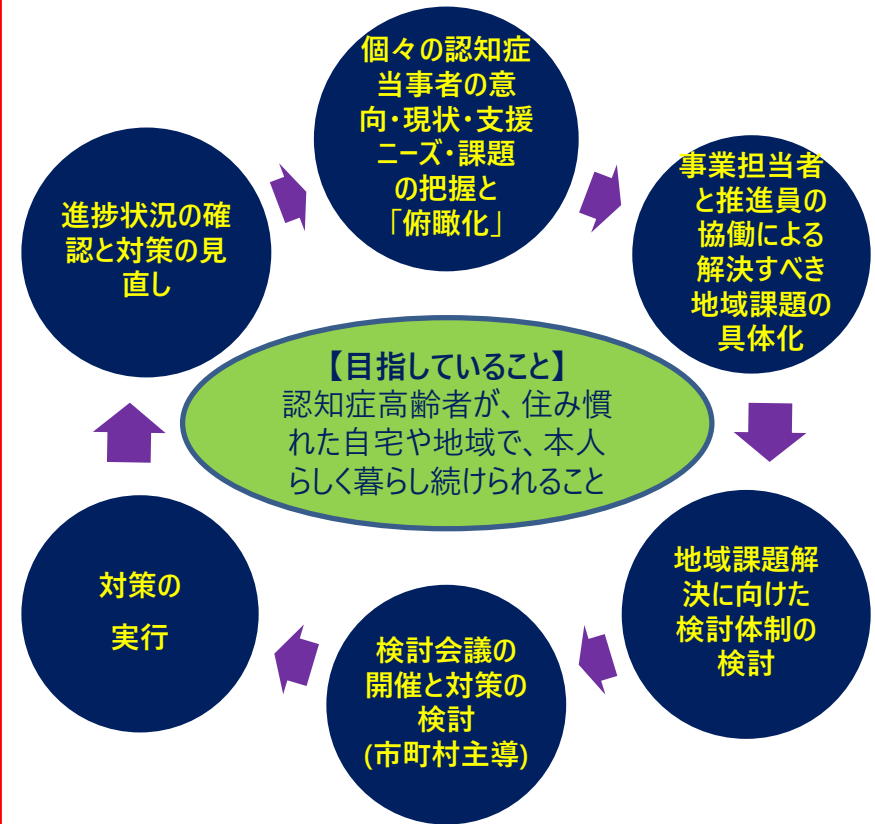 個々の認知症
当事者の意
向・現状・支援
ニーズ・課題
の把握と
「俯瞰化」
事業担当者
と推進員の
協働による
解決すべき
地域課題の
具体化
地域課題解
決に向けた
検討体制の
検討
検討会議の
開催と対策の
検討
(市町村主導)
対策の
実行
進捗状況の確
認と対策の見
直し
【目指していること】
認知症高齢者が、住み慣
れた自宅や地域で、本人
らしく暮らし続けられること